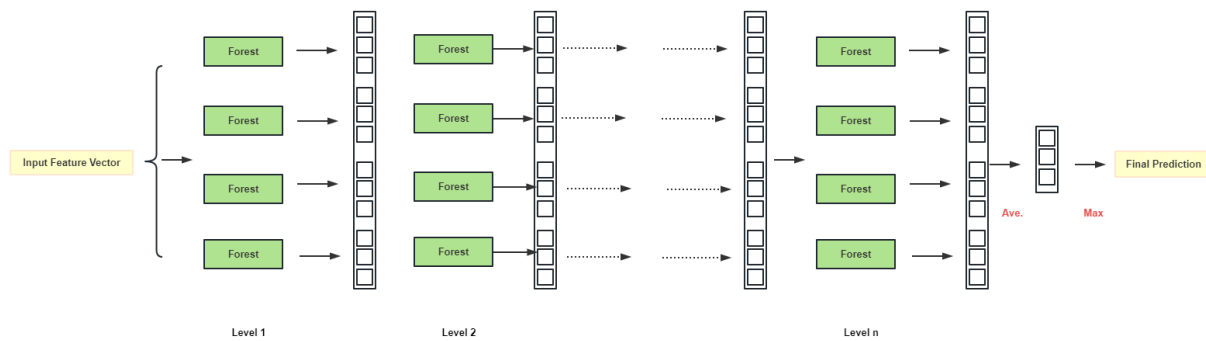 Forest
Forest
Forest
Forest
Forest
Forest
Input Feature Vector
Final Prediction
Forest
Forest
Forest
Ave.
Max
Forest
Forest
Forest
Level 1
Level 2
Level n